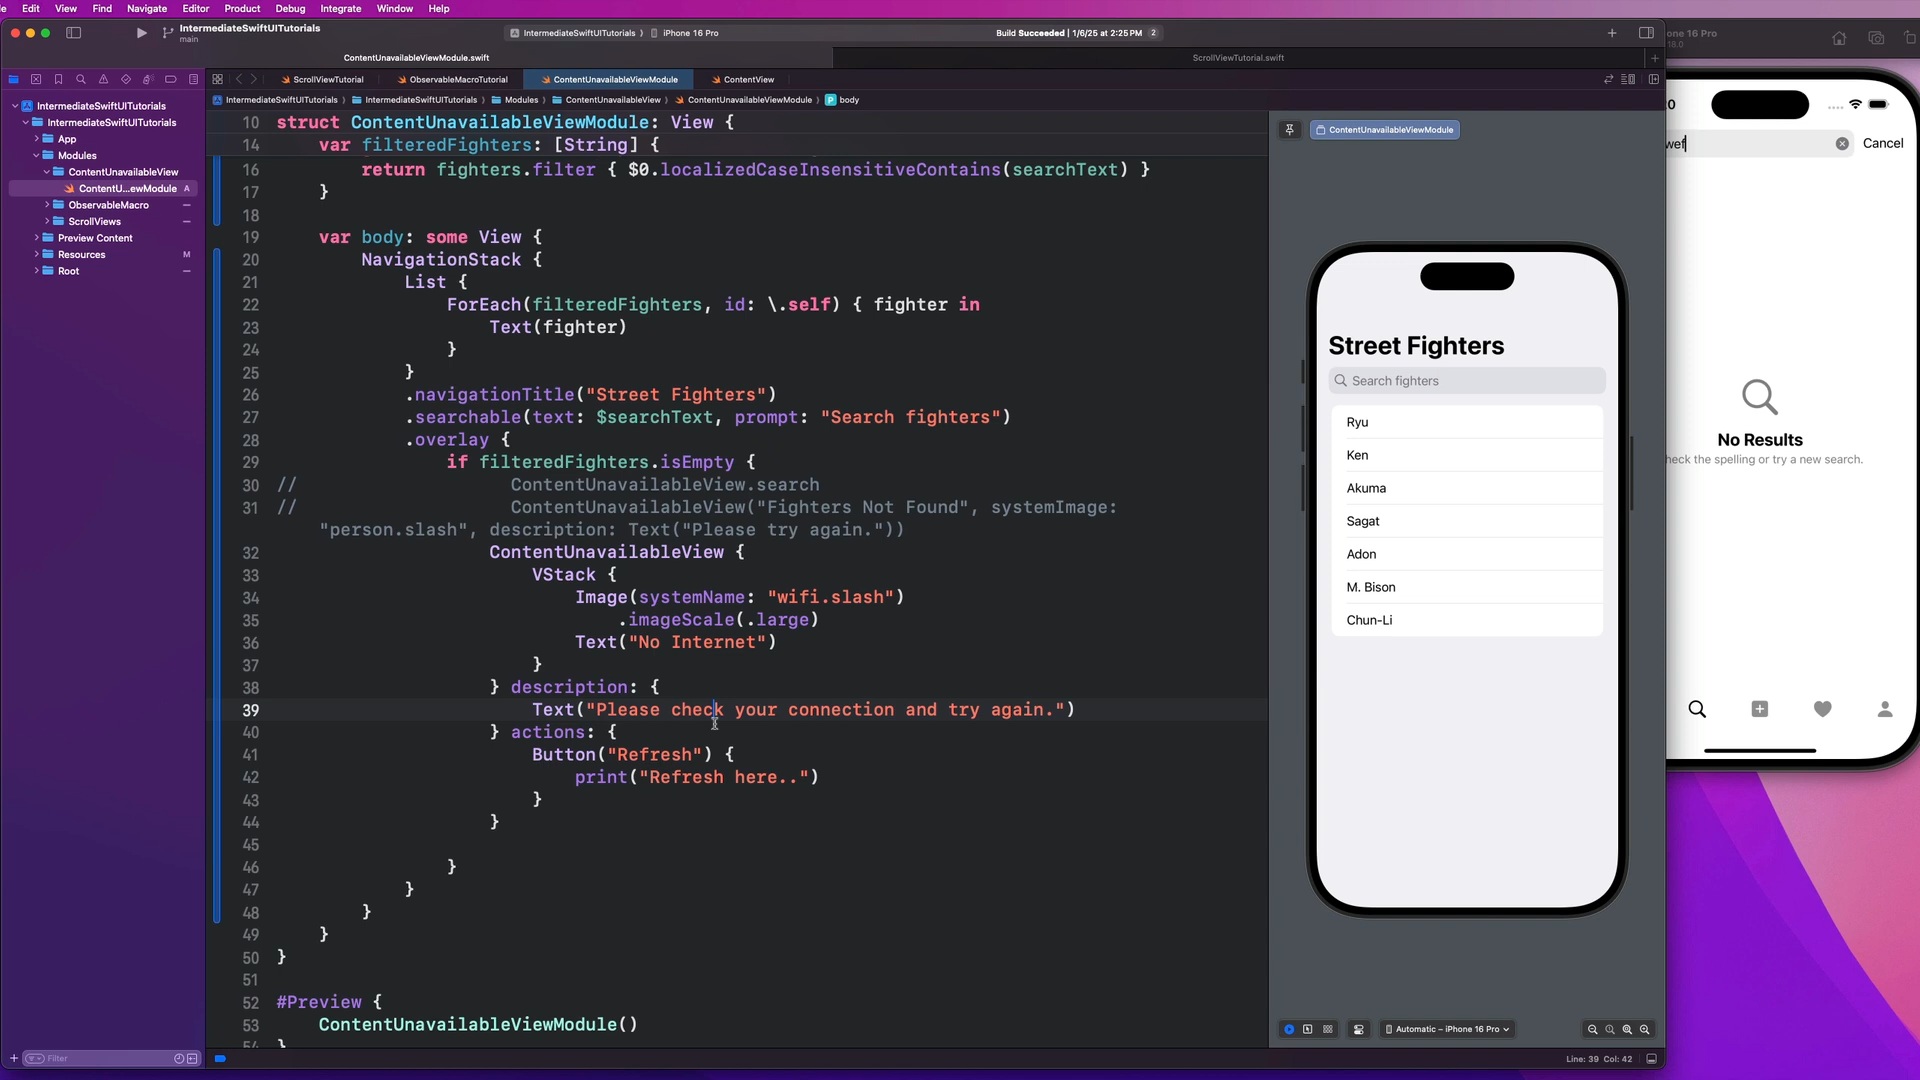 Edit View Find Navigate Editor Product Debug Integrate Window Help
IntermediateSwiftUITutorials
main
IntermediateSwiftUITutorials 〉 iPhone 16 Pro
Build Succeeded | 1/6/25 at 2:25 PM 2
ContentUnavailableViewModule.swift
ScrollViewTutorial.swift
ScrollViewTutorial
ObservableMacroTutorial
ContentUnavailableViewModule
ContentView
IntermediateSwiftUITutorials 〉 IntermediateSwiftUITutorials 〉 Modules 〉 ContentUnavailableView 〉 ContentUnavailableViewModule 〉 P body
IntermediateSwiftUITutorials
IntermediateSwiftUITutorials
App
Modules
ContentUnavailableView
ContentU...ewModule A
ObservableMacro
ScrollViews
Preview Content
Resources M
Root
Filter
10 struct ContentUnavailableViewModule: View {
14 var filteredFighters: [String] {
16 return fighters.filter { $0.localizedCaseInsensitiveContains(searchText) }
17 }
18
19 var body: some View {
20 NavigationStack {
21 List {
22 ForEach(filteredFighters, id: \.self) { fighter in
23 Text(fighter)
24 }
25 }
26 .navigationTitle("Street Fighters")
27 .searchable(text: $searchText, prompt: "Search fighters")
28 .overlay {
29 if filteredFighters.isEmpty {
30 // ContentUnavailableView.search
31 // ContentUnavailableView("Fighters Not Found", systemImage:
"person.slash", description: Text("Please try again."))
32 ContentUnavailableView {
33 VStack {
34 Image(systemName: "wifi.slash")
35 .imageScale(.large)
36 Text("No Internet")
37 }
38 } description: {
39 Text("Please check your connection and try again.")
40 } actions: {
41 Button("Refresh") {
42 print("Refresh here..")
43 }
44 }
45
46 }
47 }
48 }
49 }
50 }
51
52 #Preview {
53 ContentUnavailableViewModule()
ContentUnavailableViewModule
Street Fighters
Search fighters
Ryu
Ken
Akuma
Sagat
Adon
M. Bison
Chun-Li
Automatic – iPhone 16 Pro
Line: 39 Col: 42
one 16 Pro
18.0
wef
Cancel
No Results
heck the spelling or try a new search.